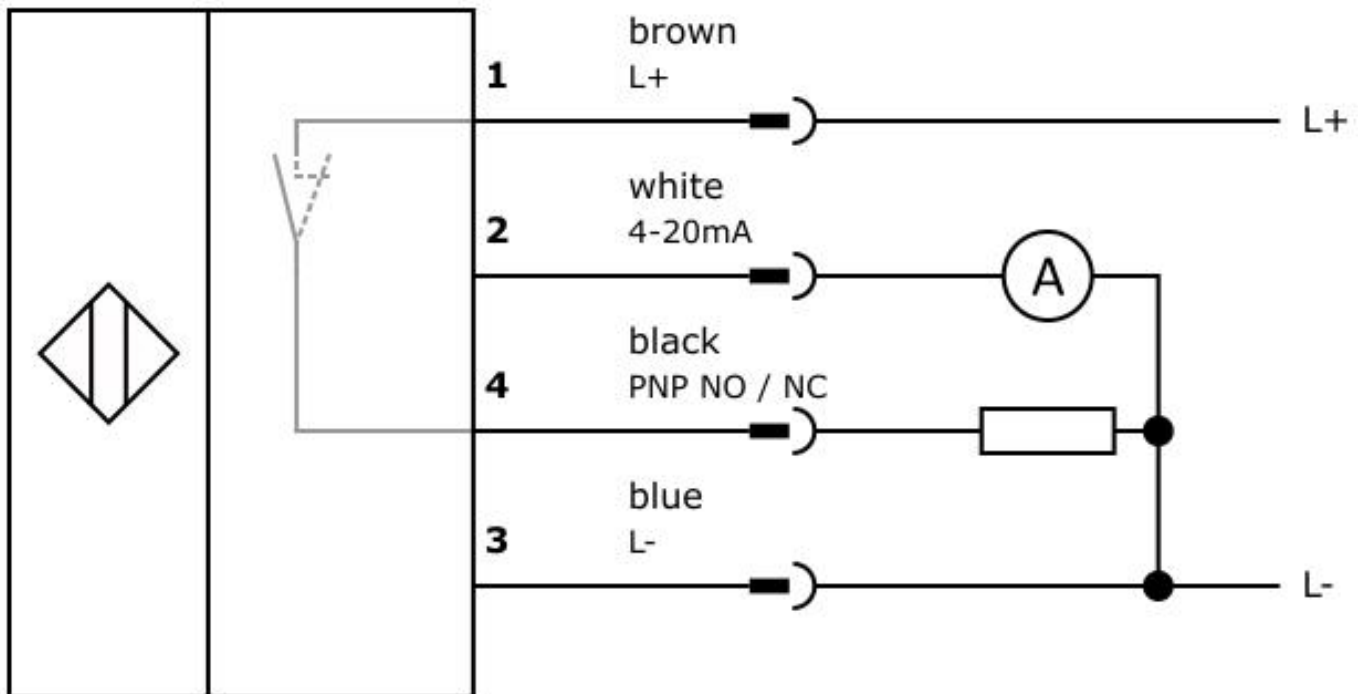 brown
1
L+
L+
white
2
4-20mA
A
black
4
PNP NO / NC
blue
3
L-
L-